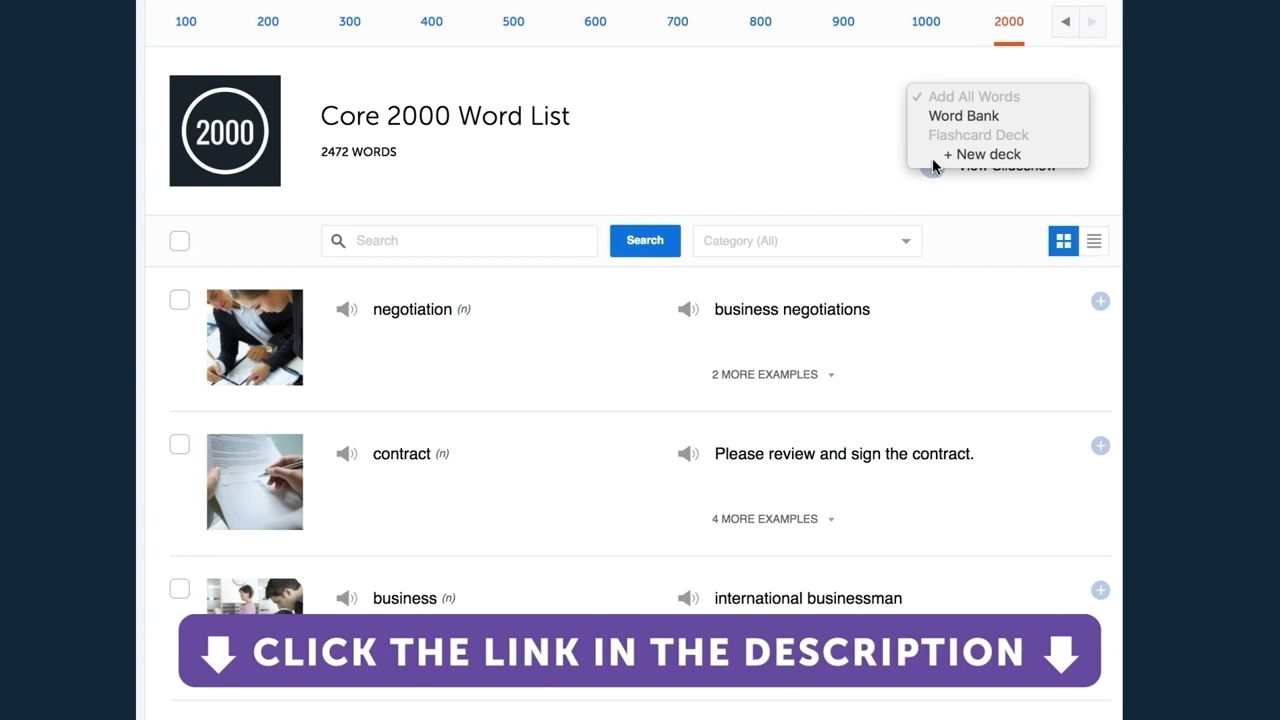 100 200 300 400 500 600 700 800 900 1000 2000
2000
Core 2000 Word List
2472 WORDS
Add All Words
Word Bank
Flashcard Deck
+ New deck
View Slideshow
Search Search Category (All)
negotiation (n) business negotiations
2 MORE EXAMPLES
contract (n) Please review and sign the contract.
4 MORE EXAMPLES
business (n) international businessman
CLICK THE LINK IN THE DESCRIPTION